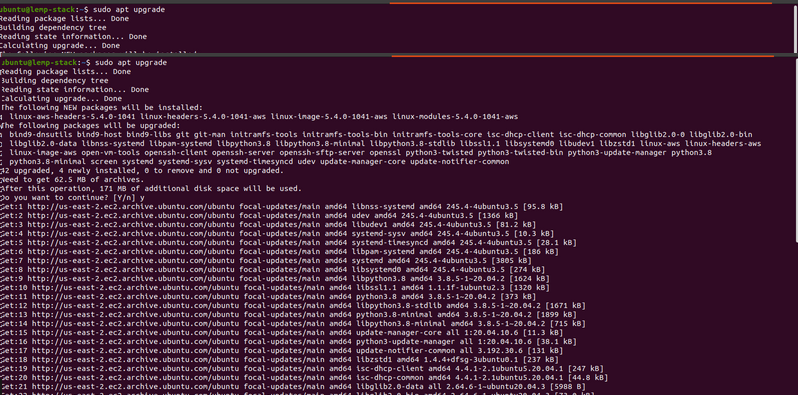 ubuntu@lemp-stack:~$ sudo apt upgrade
Reading package lists... Done
Building dependency tree
Reading state information... Done
Calculating upgrade... Done
ubuntu@lemp-stack:~$ sudo apt upgrade
Reading package lists... Done
Building dependency tree
Reading state information... Done
Calculating upgrade... Done
The following NEW packages will be installed:
linux-aws-headers-5.4.0-1041 linux-headers-5.4.0-1041-aws linux-image-5.4.0-1041-aws linux-modules-5.4.0-1041-aws
The following packages will be upgraded:
bind9-dnsutils bind9-host bind9-libs git git-man initramfs-tools initramfs-tools-bin initramfs-tools-core isc-dhcp-client isc-dhcp-common libglib2.0-0 libglib2.0-bin
libglib2.0-data libnss-systemd libpam-systemd libpython3.8 libpython3.8-minimal libpython3.8-stdlib libssl1.1 libsystemd0 libudev1 libzstd1 linux-aws linux-headers-aws
linux-image-aws open-vm-tools openssh-client openssh-server openssh-sftp-server openssl python3-twisted python3-twisted-bin python3-update-manager python3.8
python3.8-minimal screen systemd systemd-sysv systemd-timesyncd udev update-manager-core update-notifier-common
42 upgraded, 4 newly installed, 0 to remove and 0 not upgraded.
Need to get 62.5 MB of archives.
After this operation, 171 MB of additional disk space will be used.
Do you want to continue? [Y/n] y
Get:1 http://us-east-2.ec2.archive.ubuntu.com/ubuntu focal-updates/main amd64 libnss-systemd amd64 245.4-4ubuntu3.5 [95.8 kB]
Get:2 http://us-east-2.ec2.archive.ubuntu.com/ubuntu focal-updates/main amd64 udev amd64 245.4-4ubuntu3.5 [1366 kB]
Get:3 http://us-east-2.ec2.archive.ubuntu.com/ubuntu focal-updates/main amd64 libudev1 amd64 245.4-4ubuntu3.5 [81.2 kB]
Get:4 http://us-east-2.ec2.archive.ubuntu.com/ubuntu focal-updates/main amd64 systemd-sysv amd64 245.4-4ubuntu3.5 [10.3 kB]
Get:5 http://us-east-2.ec2.archive.ubuntu.com/ubuntu focal-updates/main amd64 systemd-timesyncd amd64 245.4-4ubuntu3.5 [28.1 kB]
Get:6 http://us-east-2.ec2.archive.ubuntu.com/ubuntu focal-updates/main amd64 libpam-systemd amd64 245.4-4ubuntu3.5 [186 kB]
Get:7 http://us-east-2.ec2.archive.ubuntu.com/ubuntu focal-updates/main amd64 systemd amd64 245.4-4ubuntu3.5 [3805 kB]
Get:8 http://us-east-2.ec2.archive.ubuntu.com/ubuntu focal-updates/main amd64 libsystemd0 amd64 245.4-4ubuntu3.5 [274 kB]
Get:9 http://us-east-2.ec2.archive.ubuntu.com/ubuntu focal-updates/main amd64 libpython3.8 amd64 3.8.5-1~20.04.2 [1624 kB]
Get:10 http://us-east-2.ec2.archive.ubuntu.com/ubuntu focal-updates/main amd64 libssl1.1 amd64 1.1.1f-1ubuntu2.3 [1320 kB]
Get:11 http://us-east-2.ec2.archive.ubuntu.com/ubuntu focal-updates/main amd64 python3.8 amd64 3.8.5-1~20.04.2 [373 kB]
Get:12 http://us-east-2.ec2.archive.ubuntu.com/ubuntu focal-updates/main amd64 libpython3.8-stdlib amd64 3.8.5-1~20.04.2 [1671 kB]
Get:13 http://us-east-2.ec2.archive.ubuntu.com/ubuntu focal-updates/main amd64 python3.8-minimal amd64 3.8.5-1~20.04.2 [1899 kB]
Get:14 http://us-east-2.ec2.archive.ubuntu.com/ubuntu focal-updates/main amd64 libpython3.8-minimal amd64 3.8.5-1~20.04.2 [715 kB]
Get:15 http://us-east-2.ec2.archive.ubuntu.com/ubuntu focal-updates/main amd64 update-manager-core all 1:20.04.10.6 [11.3 kB]
Get:16 http://us-east-2.ec2.archive.ubuntu.com/ubuntu focal-updates/main amd64 python3-update-manager all 1:20.04.10.6 [38.1 kB]
Get:17 http://us-east-2.ec2.archive.ubuntu.com/ubuntu focal-updates/main amd64 update-notifier-common all 3.192.30.6 [131 kB]
Get:18 http://us-east-2.ec2.archive.ubuntu.com/ubuntu focal-updates/main amd64 libzstd1 amd64 1.4.4+dfsg-3ubuntu0.1 [237 kB]
Get:19 http://us-east-2.ec2.archive.ubuntu.com/ubuntu focal-updates/main amd64 isc-dhcp-client amd64 4.4.1-2.1ubuntu5.20.04.1 [247 kB]
Get:20 http://us-east-2.ec2.archive.ubuntu.com/ubuntu focal-updates/main amd64 isc-dhcp-common amd64 4.4.1-2.1ubuntu5.20.04.1 [44.8 kB]
Get:21 http://us-east-2.ec2.archive.ubuntu.com/ubuntu focal-updates/main amd64 libglib2.0-data all 2.64.6-1~ubuntu20.04.3 [5988 B]